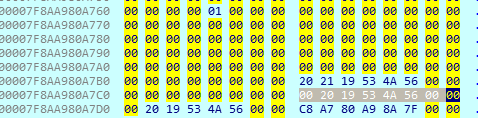 00007F8AA980A760 00 00 00 01 00 00 00 00 00 00 00 00 00 00 00 00
00007F8AA980A770 00 00 00 00 00 00 00 00 00 00 00 00 00 00 00 00
00007F8AA980A780 00 00 00 00 00 00 00 00 00 00 00 00 00 00 00 00
00007F8AA980A790 00 00 00 00 00 00 00 00 00 00 00 00 00 00 00 00
00007F8AA980A7A0 00 00 00 00 00 00 00 00 00 00 00 00 00 00 00 00
00007F8AA980A7B0 00 00 00 00 00 00 00 00 20 21 19 53 4A 56 00 00
00007F8AA980A7C0 00 00 00 00 00 00 00 00 00 20 19 53 4A 56 00 00
00007F8AA980A7D0 00 20 19 53 4A 56 00 00 C8 A7 80 A9 8A 7F 00 00